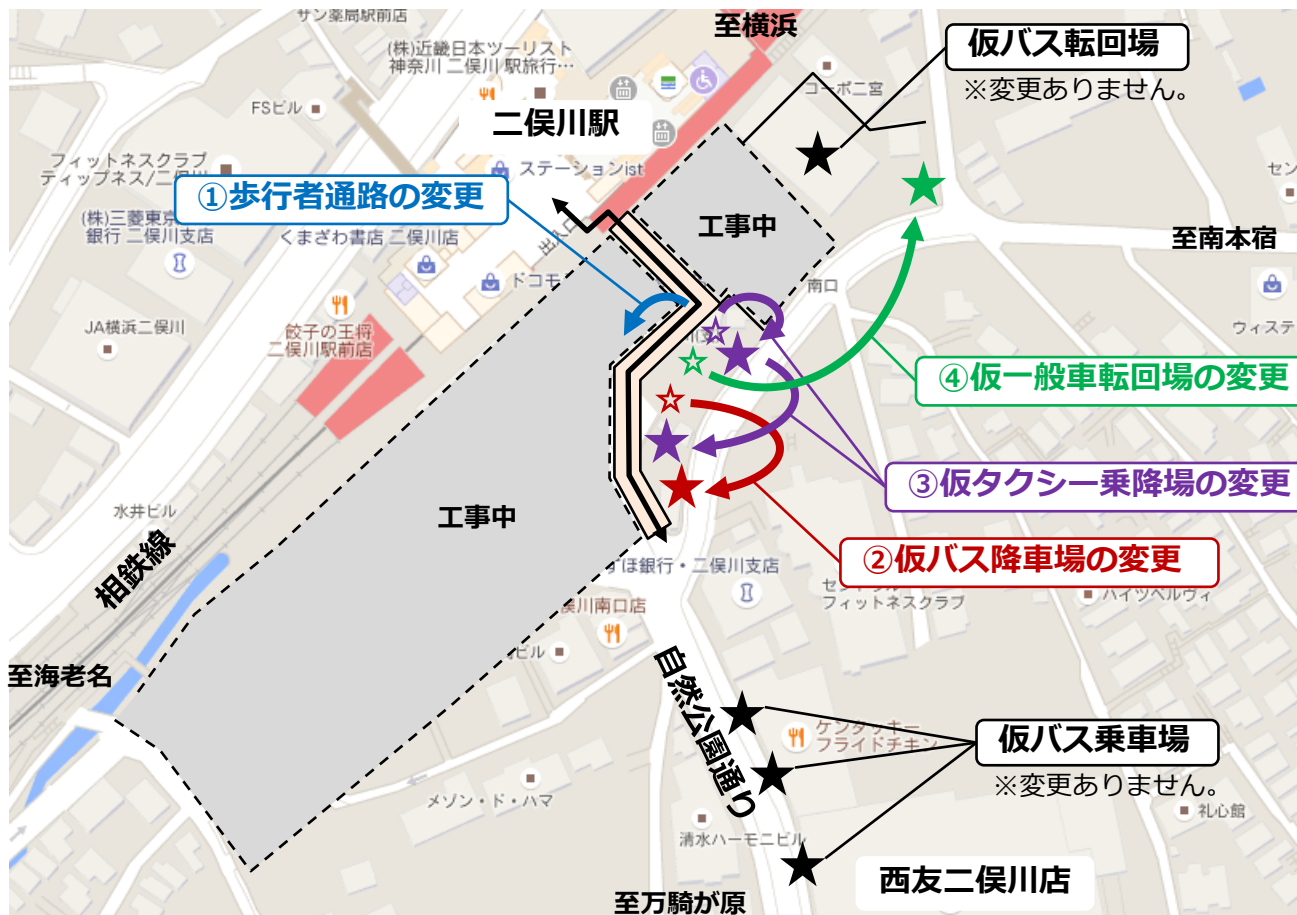 サン薬局駅前店
至横浜
仮バス転回場
※変更ありません。
(株)近畿日本ツーリスト
神奈川 二俣川 駅旅行…
コーポ二宮
FSビル
二俣川駅
フィットネスクラブ
ティップネス/二俣川
ステーションist
セン
①歩行者通路の変更
(株)三菱東京
銀行 二俣川支店
くまざわ書店 二俣川店
出入口
工事中
至南本宿
ドコモ
南口
JA横浜二俣川
餃子の王将
二俣川駅前店
ウィステ
④仮一般車転回場の変更
③仮タクシー乗降場の変更
水井ビル
工事中
相鉄線
②仮バス降車場の変更
ずほ銀行・二俣川支店
フィットネスクラブ
ハイツベルヴィ
俣川南口店
ビル
至海老名
自然公園通り
ケンタッキー
フライドチキン
仮バス乗車場
※変更ありません。
メゾン・ド・ハマ
礼心館
清水ハーモニビル
西友二俣川店
至万騎が原